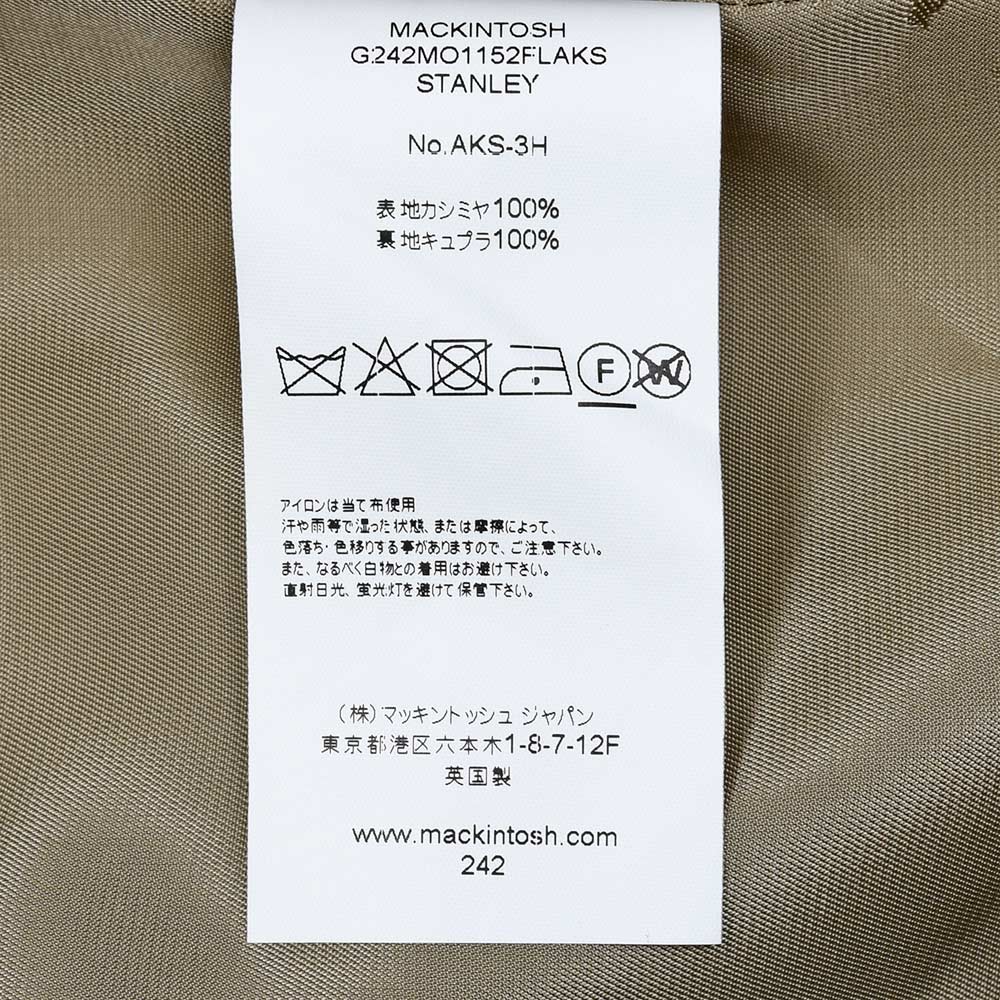 MACKINTOSH
G242MO1152FLAKS
STANLEY
No.AKS-3H
表地カシミヤ100%
裏地キュプラ100%
F W
アイロンは当て布使用
汗や雨等で湿った状態、または摩擦によって、
色落ち・色移りする事がありますので、ご注意下さい。
また、なるべく白物との着用はお避け下さい。
直射日光、蛍光灯を避けて保管下さい。
(株)マッキントッシュ ジャパン
東京都港区六本木1-8-7-12F
英国製
www.mackintosh.com
242